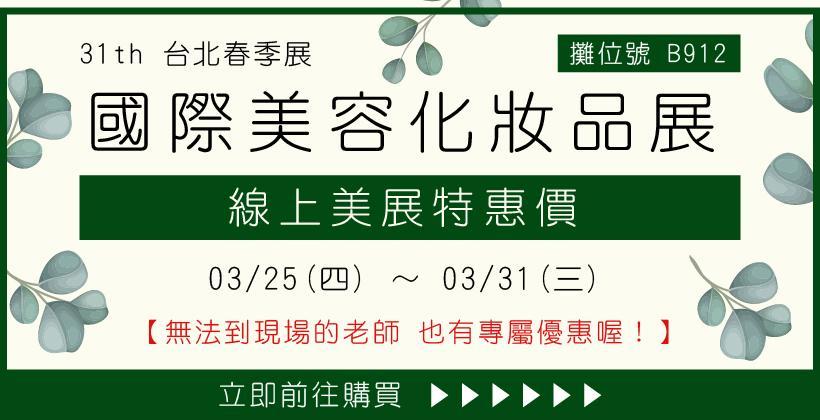 31th 台北春季展
攤位號 B912
國際美容化妝品展
線上美展特惠價
03/25(四) ～ 03/31(三)
【無法到現場的老師 也有專屬優惠喔！】
立即前往購買 ▶▶▶▶▶▶